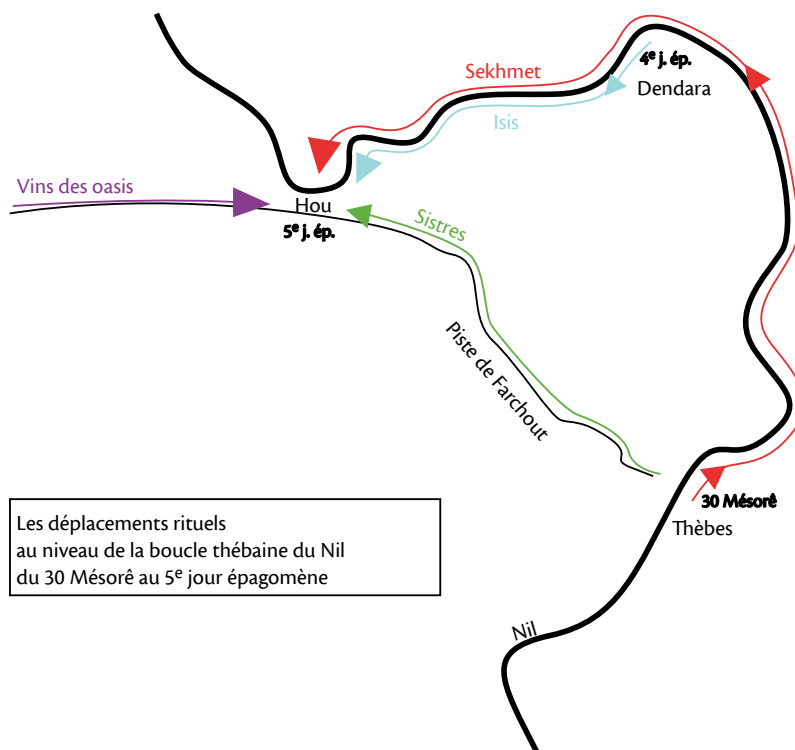 4e j. ép.
Sekhmet
Dendara
Isis
Vins des oasis
Hou
Sistres
5e j. ép.
Piste de Farchout
30 Mésorê
Thèbes
Les déplacements rituels
au niveau de la boucle thébaine du Nil
du 30 Mésorê au 5e jour épagomène
Nil